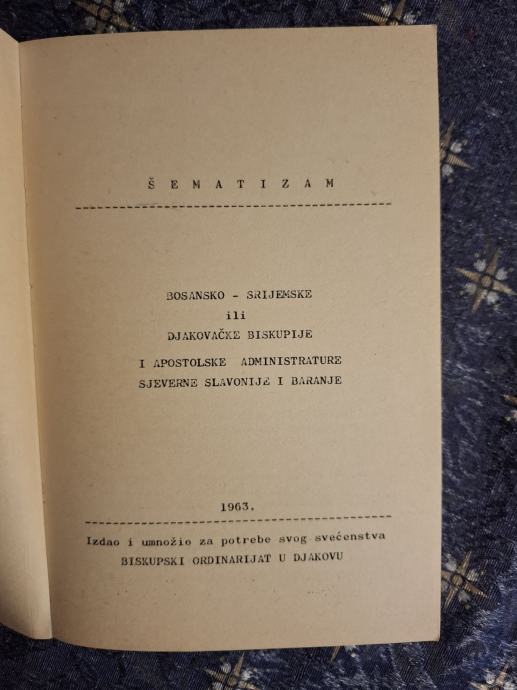 Š E M A T I Z A M
BOSANSKO - SRIJEMSKE
ili
DJAKOVAČKE BISKUPIJE
I APOSTOLSKE ADMINISTRATURE
SJEVERNE SLAVONIJE I BARANJE
1963.
Izdao i umnožio za potrebe svog svećenstva
BISKUPSKI ORDINARIJAT U DJAKOVU